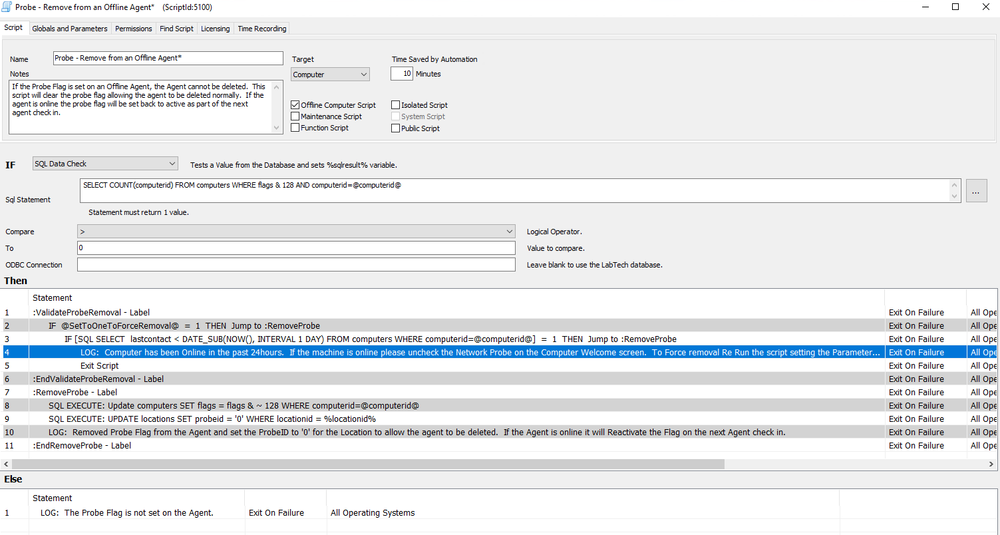 Probe - Remove from an Offline Agent* (ScriptId:5100)
Script Globals and Parameters Permissions Find Script Licensing Time Recording
Name Probe - Remove from an Offline Agent* Target Time Saved by Automation
Computer 10 Minutes
Notes
If the Probe Flag is set on an Offline Agent, the Agent cannot be deleted. This
script will clear the probe flag allowing the agent to be deleted normally. If the
agent is online the probe flag will be set back to active as part of the next
agent check in.
Offline Computer Script Isolated Script
Maintenance Script System Script
Function Script Public Script
IF SQL Data Check Tests a Value from the Database and sets %sqlresult% variable.
Sql Statement SELECT COUNT(computerid) FROM computers WHERE flags & 128 AND computerid=@computerid@ ...
Statement must return 1 value.
Compare > Logical Operator.
To 0 Value to compare.
ODBC Connection Leave blank to use the LabTech database.
Then
Statement
1 :ValidateProbeRemoval - Label Exit On Failure All Ope
2 IF @SetToOneToForceRemoval@ = 1 THEN Jump to :RemoveProbe Exit On Failure All Ope
3 IF [SQL SELECT lastcontact < DATE_SUB(NOW(), INTERVAL 1 DAY) FROM computers WHERE computerid=@computerid@] = 1 THEN Jump to :RemoveProbe Exit On Failure All Ope
4 LOG: Computer has been Online in the past 24hours. If the machine is online please uncheck the Network Probe on the Computer Welcome screen. To Force removal Re Run the script setting the Parameter... Exit On Failure All Ope
5 Exit Script Exit On Failure All Ope
6 :EndValidateProbeRemoval - Label Exit On Failure All Ope
7 :RemoveProbe - Label Exit On Failure All Ope
8 SQL EXECUTE: Update computers SET flags = flags & ~ 128 WHERE computerid=@computerid@ Exit On Failure All Ope
9 SQL EXECUTE: UPDATE locations SET probeid = '0' WHERE locationid = %locationid% Exit On Failure All Ope
10 LOG: Removed Probe Flag from the Agent and set the ProbeID to '0' for the Location to allow the agent to be deleted. If the Agent is online it will Reactivate the Flag on the next Agent check in. Exit On Failure All Ope
11 :EndRemoveProbe - Label Exit On Failure All Ope
Else
Statement
1 LOG: The Probe Flag is not set on the Agent. Exit On Failure All Operating Systems